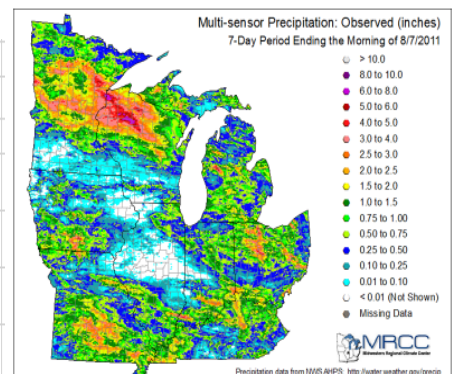 Multi-sensor Precipitation: Observed (inches)
7-Day Period Ending the Morning of 8/7/2011
> 10.0
8.0 to 10.0
6.0 to 8.0
5.0 to 6.0
4.0 to 5.0
3.0 to 4.0
2.5 to 3.0
2.0 to 2.5
1.5 to 2.0
1.0 to 1.5
0.75 to 1.00
0.50 to 0.75
0.25 to 0.50
0.10 to 0.25
0.01 to 0.10
< 0.01 (Not Shown)
Missing Data
MRCC
Midwestern Regional Climate Center
Precipitation data from NWS AHPS: http://water.weather.gov/precip